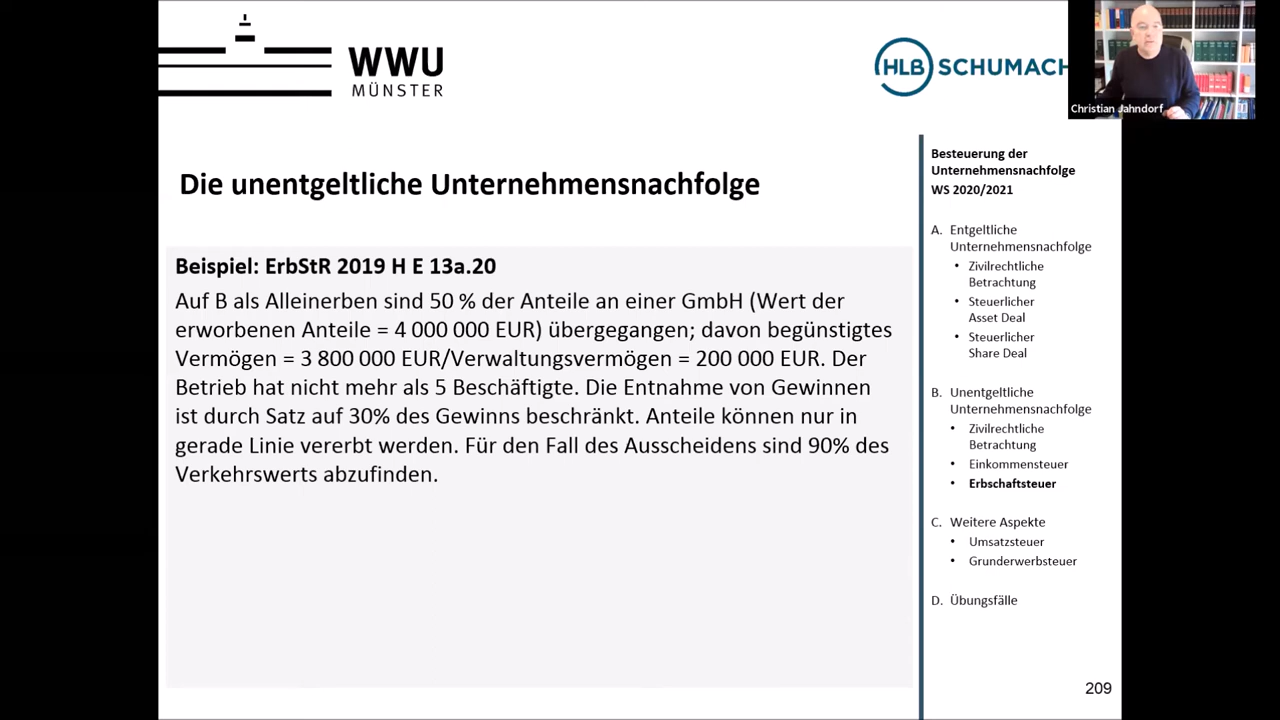 WWU
MÜNSTER
HLB SCHUMACH
Christian Jahndorf
Die unentgeltliche Unternehmensnachfolge
Beispiel: ErbStR 2019 H E 13a.20
Auf B als Alleinerben sind 50 % der Anteile an einer GmbH (Wert der
erworbenen Anteile = 4 000 000 EUR) übergegangen; davon begünstigtes
Vermögen = 3 800 000 EUR/Verwaltungsvermögen = 200 000 EUR. Der
Betrieb hat nicht mehr als 5 Beschäftigte. Die Entnahme von Gewinnen
ist durch Satz auf 30% des Gewinns beschränkt. Anteile können nur in
gerade Linie vererbt werden. Für den Fall des Ausscheidens sind 90% des
Verkehrswerts abzufinden.
Besteuerung der
Unternehmensnachfolge
WS 2020/2021
A. Entgeltliche
Unternehmensnachfolge
• Zivilrechtliche
Betrachtung
• Steuerlicher
Asset Deal
• Steuerlicher
Share Deal
B. Unentgeltliche
Unternehmensnachfolge
• Zivilrechtliche
Betrachtung
• Einkommensteuer
• Erbschaftsteuer
C. Weitere Aspekte
• Umsatzsteuer
• Grunderwerbsteuer
D. Übungsfälle
209